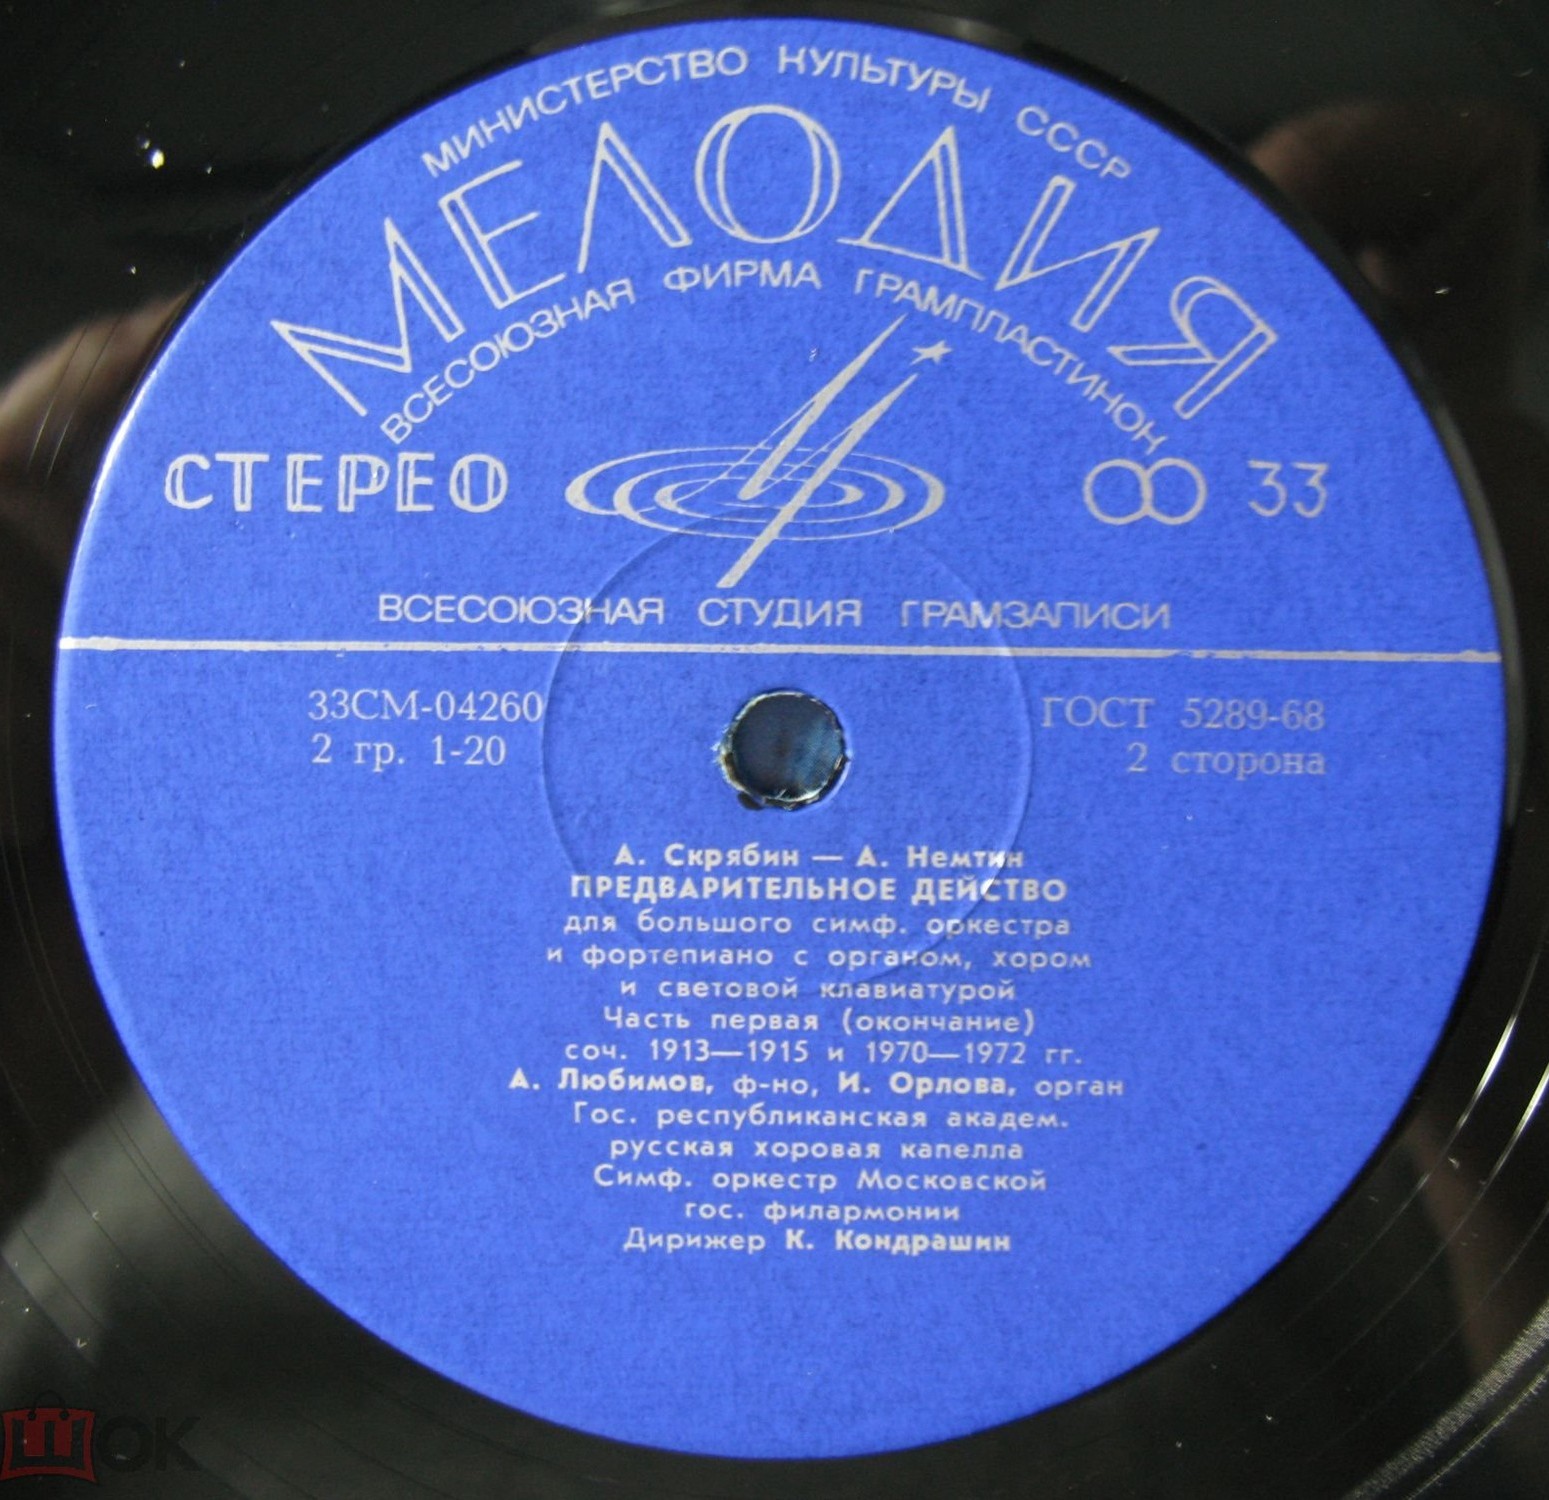 МИНИСТЕРСТВО КУЛЬТУРЫ СССР
МЕЛОДИЯ
ВСЕСОЮЗНАЯ ФИРМА ГРАМПЛАСТИНОК
СТЕРЕО
33
ВСЕСОЮЗНАЯ СТУДИЯ ГРАМЗАПИСИ
33СМ-04260
2 гр. 1-20
ГОСТ 5289-68
2 сторона
А. Скрябин — А. Немтин
ПРЕДВАРИТЕЛЬНОЕ ДЕЙСТВО
для большого симф. оркестра
и фортепиано с органом, хором
и световой клавиатурой
Часть первая (окончание)
соч. 1913—1915 и 1970—1972 гг.
А. Любимов, ф-но, И. Орлова, орган
Гос. республиканская академ.
русская хоровая капелла
Симф. оркестр Московской
гос. филармонии
Дирижер К. Кондрашин
ШОК